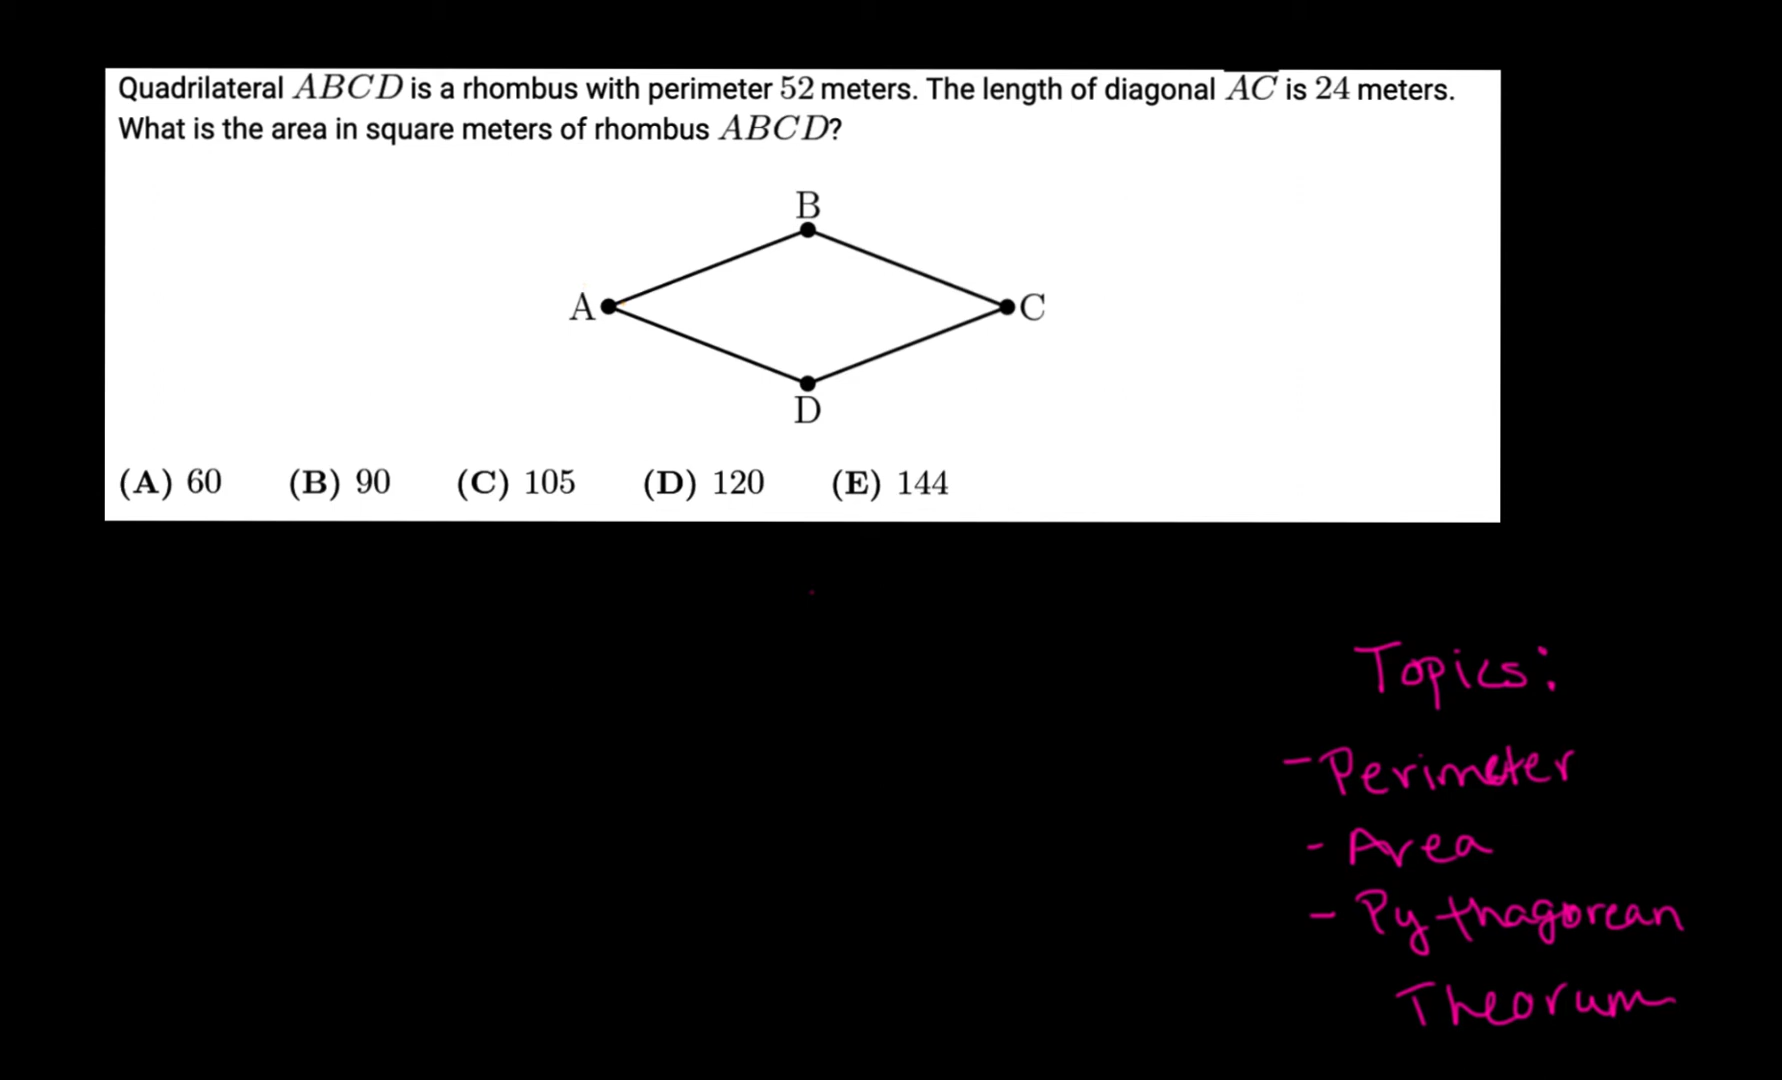 Quadrilateral ABCD is a rhombus with perimeter 52 meters. The length of diagonal AC is 24 meters.
What is the area in square meters of rhombus ABCD?
B
A
C
D
(A) 60 (B) 90 (C) 105 (D) 120 (E) 144
Topics:
- Perimeter
- Area
- Pythagorean
Theorum